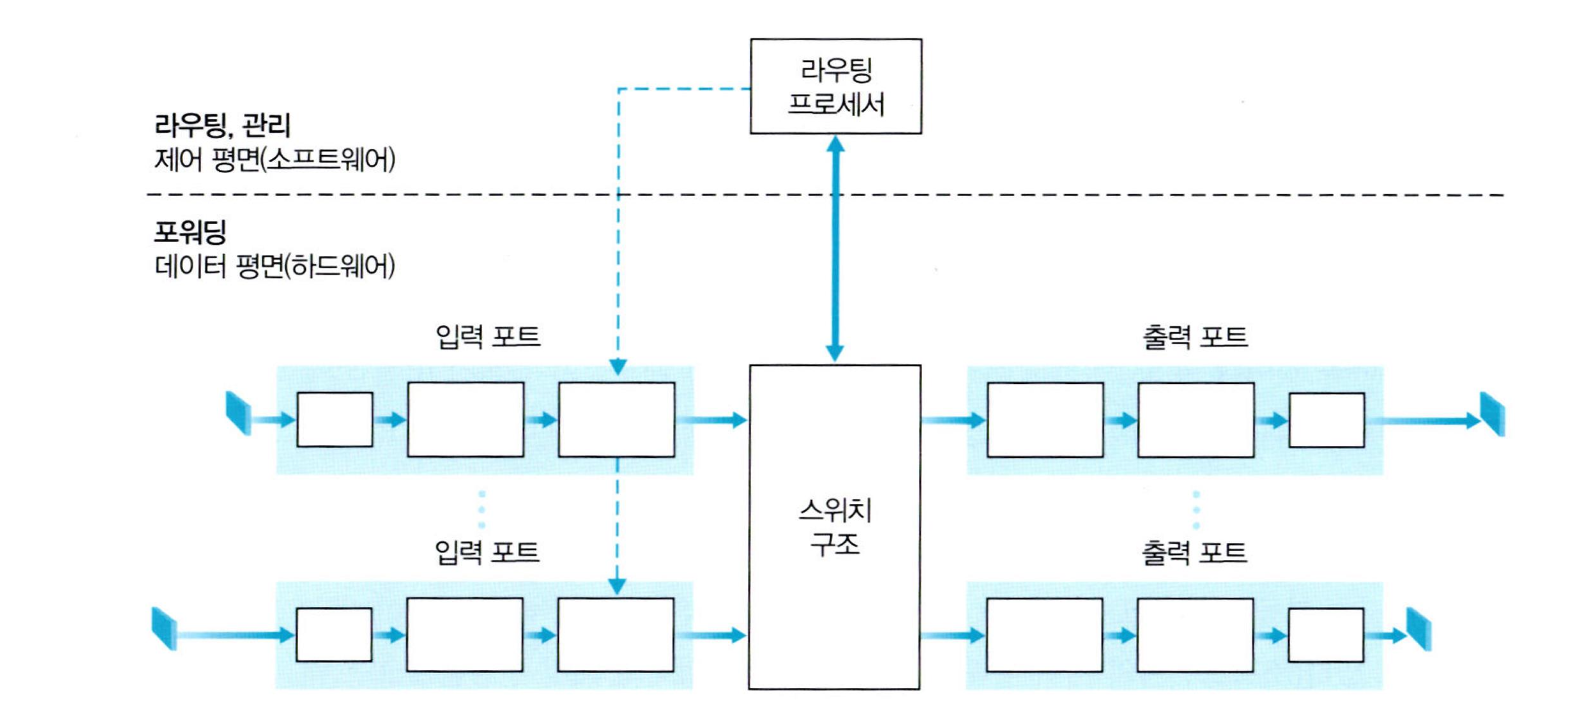 라우팅
프로세서
라우팅, 관리
제어 평면(소프트웨어)
포워딩
데이터 평면(하드웨어)
입력 포트
출력 포트
스위치
구조
입력 포트
출력 포트